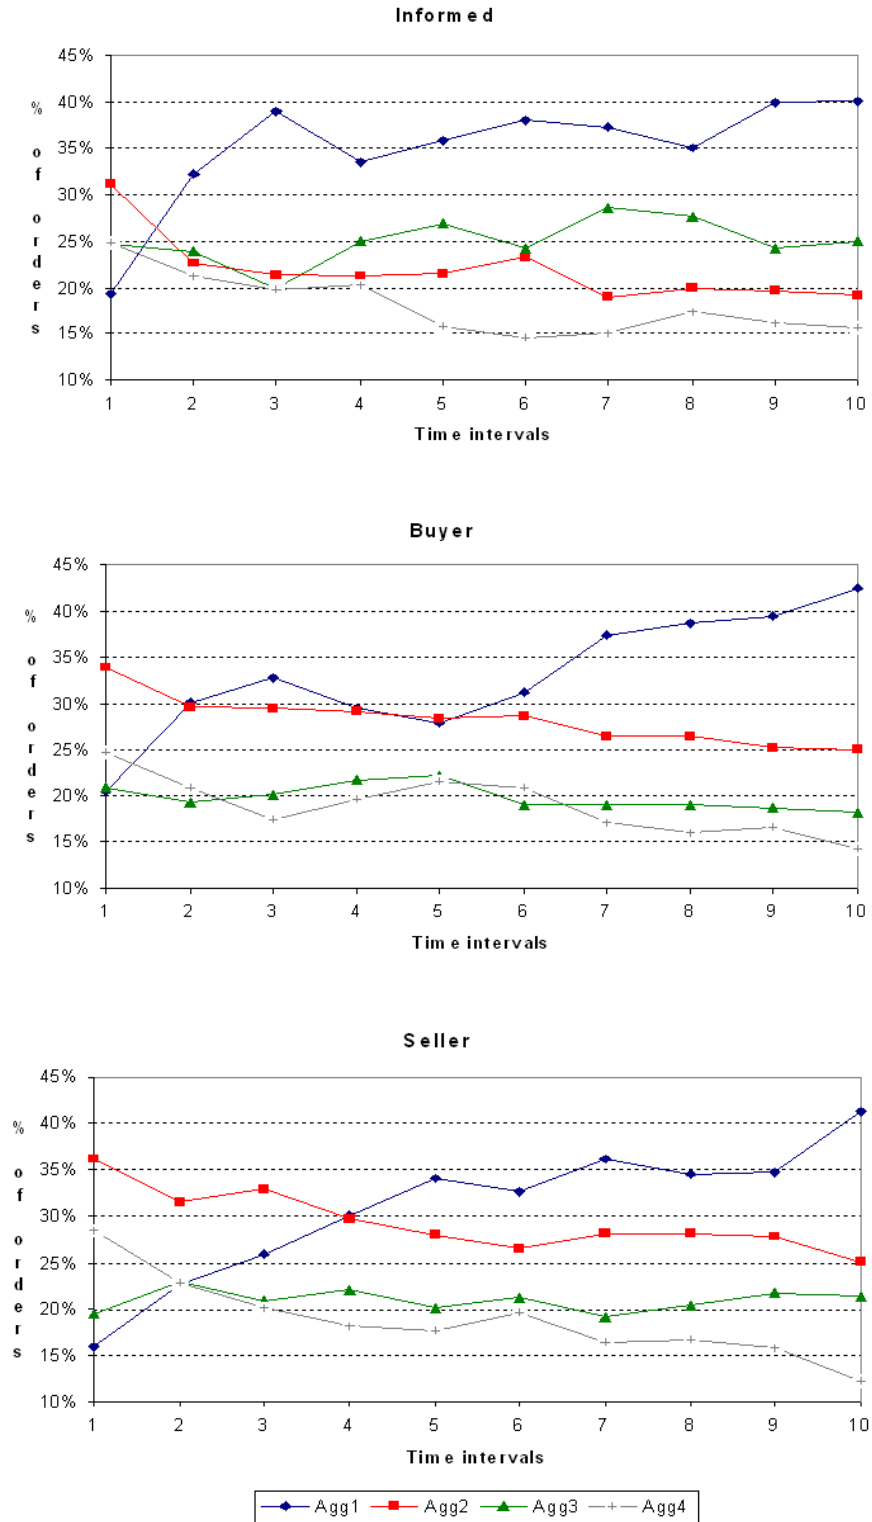 Informed
45%
40%
35%
30%
25%
20%
15%
10%
% of orders
1 2 3 4 5 6 7 8 9 10
Time intervals
Buyer
45%
40%
35%
30%
25%
20%
15%
10%
% of orders
1 2 3 4 5 6 7 8 9 10
Time intervals
Seller
45%
40%
35%
30%
25%
20%
15%
10%
% of orders
1 2 3 4 5 6 7 8 9 10
Time intervals
Agg1 Agg2 Agg3 Agg4